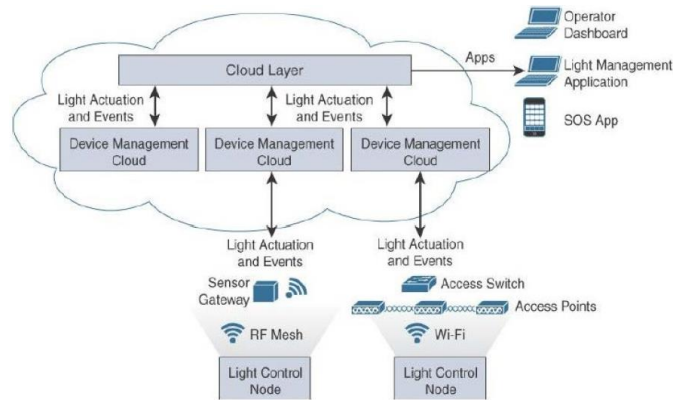 Operator
Dashboard
Cloud Layer
Apps
Light Management
Application
Light Actuation
and Events
Light Actuation
and Events
SOS App
Device Management
Cloud
Device Management
Cloud
Device Management
Cloud
Light Actuation
and Events
Light Actuation
and Events
Sensor
Gateway
Access Switch
Access Points
RF Mesh
Wi-Fi
Light Control
Node
Light Control
Node